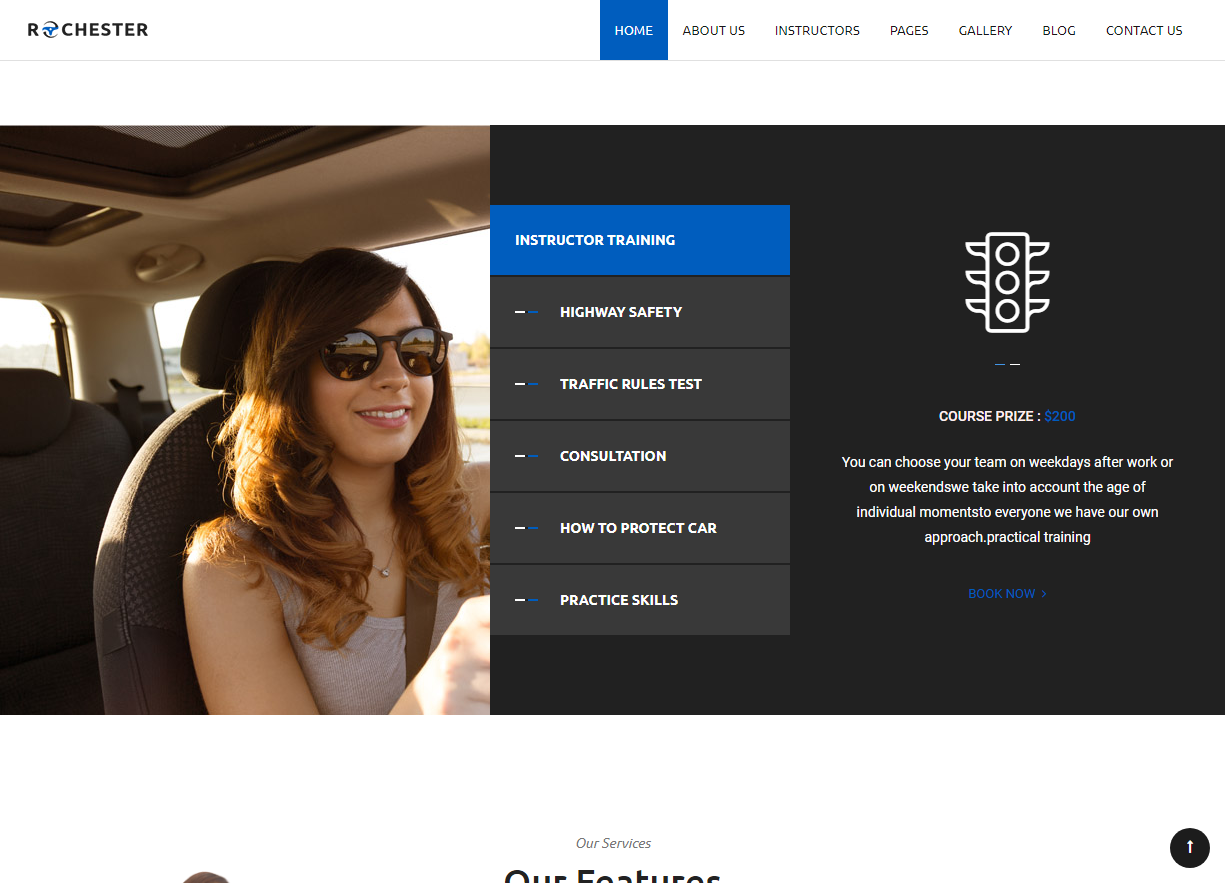 ROCHESTER
HOME
ABOUT US
INSTRUCTORS
PAGES
GALLERY
BLOG
CONTACT US
INSTRUCTOR TRAINING
HIGHWAY SAFETY
TRAFFIC RULES TEST
CONSULTATION
HOW TO PROTECT CAR
PRACTICE SKILLS
COURSE PRIZE : $200
You can choose your team on weekdays after work or
on weekendswe take into account the age of
individual momentsto everyone we have our own
approach.practical training
BOOK NOW >
Our Services
Our Features